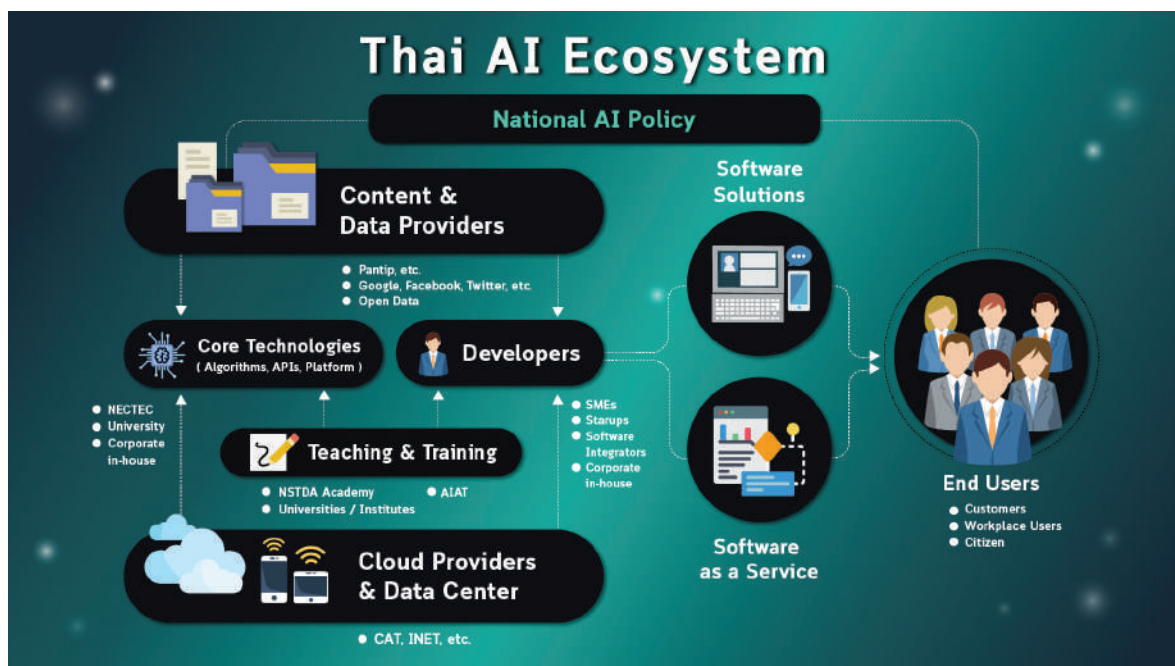 Thai AI Ecosystem
National AI Policy
Content &
Data Providers
Pantip, etc.
Google, Facebook, Twitter, etc.
Open Data
Core Technologies
( Algorithms, APIs, Platform )
NECTEC
University
Corporate
in-house
Developers
SMEs
Starups
Software
Integrators
Corporate
in-house
Teaching & Training
NSTDA Academy
Universities / Institutes
AIAT
Cloud Providers
& Data Center
CAT, INET, etc.
Software
Solutions
Software
as a Service
End Users
Customers
Workplace Users
Citizen